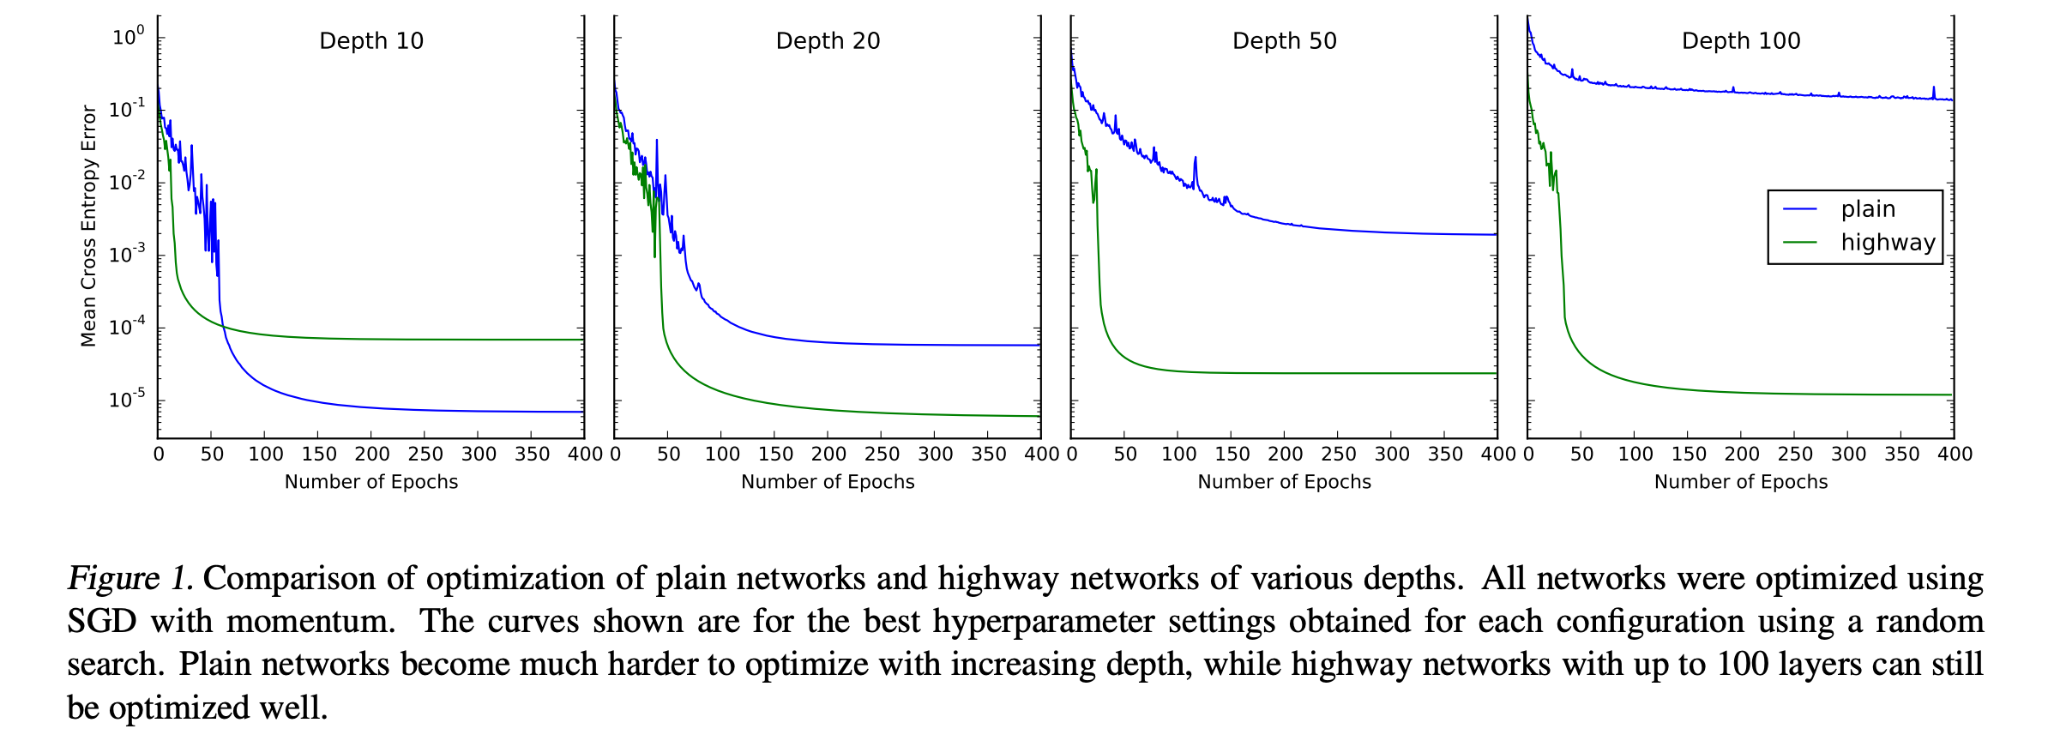 Depth 10
Depth 20
Depth 50
Depth 100
Mean Cross Entropy Error
10^0
10^-1
10^-2
10^-3
10^-4
10^-5
plain
highway
0 50 100 150 200 250 300 350 400
0 50 100 150 200 250 300 350 400
0 50 100 150 200 250 300 350 400
0 50 100 150 200 250 300 350 400
Number of Epochs
Number of Epochs
Number of Epochs
Number of Epochs
Figure 1. Comparison of optimization of plain networks and highway networks of various depths. All networks were optimized using
SGD with momentum. The curves shown are for the best hyperparameter settings obtained for each configuration using a random
search. Plain networks become much harder to optimize with increasing depth, while highway networks with up to 100 layers can still
be optimized well.